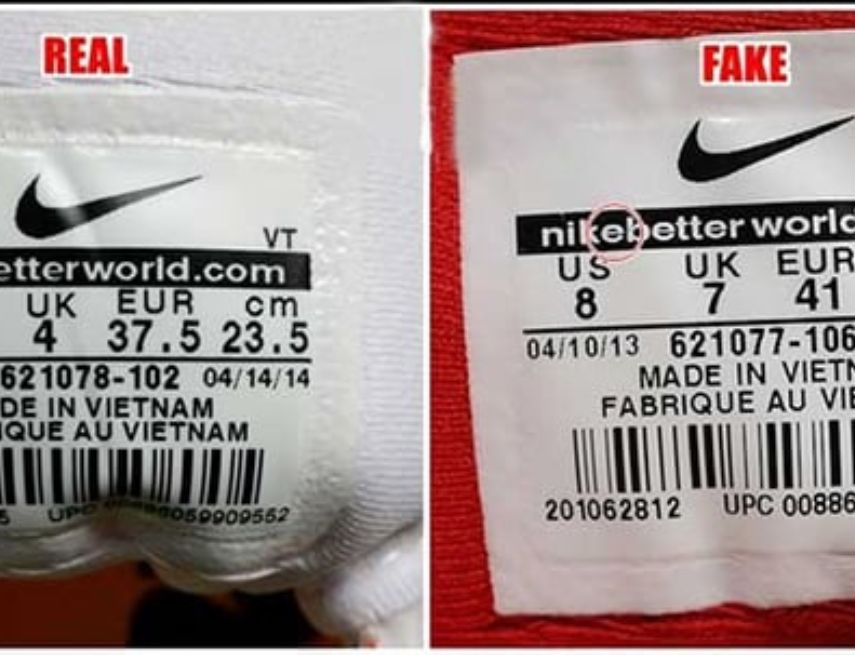 REAL
VT
etterworld.com
UK EUR cm
4 37.5 23.5
621078-102 04/14/14
DE IN VIETNAM
IQUE AU VIETNAM
5 UPC 059909552
FAKE
nikebetter world
US UK EUR
8 7 41
04/10/13 621077-106
MADE IN VIETN
FABRIQUE AU VIE
201062812 UPC 00886